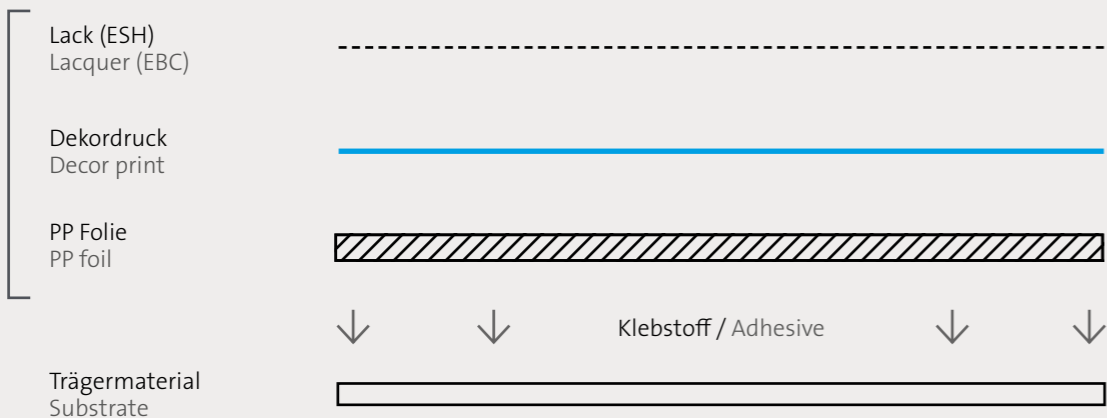 Lack (ESH)
Lacquer (EBC)
Dekordruck
Decor print
PP Folie
PP foil
Klebstoff / Adhesive
Trägermaterial
Substrate